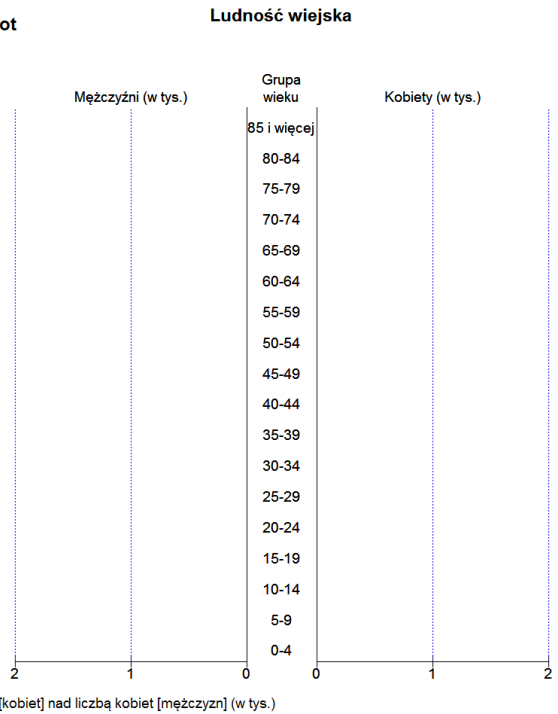 Ludność wiejska
ot
Grupa
Mężczyźni (w tys.) wieku Kobiety (w tys.)
85 i więcej
80-84
75-79
70-74
65-69
60-64
55-59
50-54
45-49
40-44
35-39
30-34
25-29
20-24
15-19
10-14
5-9
0-4
2 1 0 0 1 2
[kobiet] nad liczbą kobiet [mężczyzn] (w tys.)